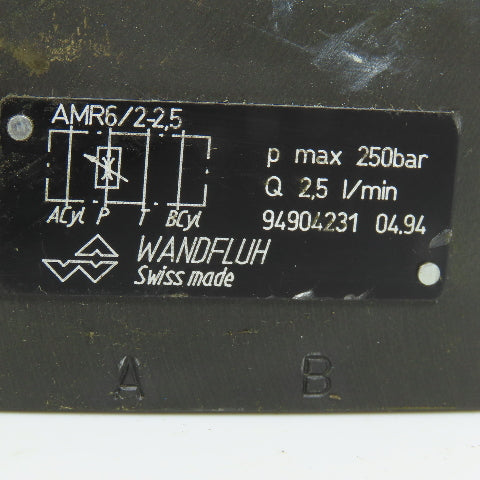 AMR6/2-2,5
ACyl P T BCyl
p max 250bar
Q 2,5 l/min
94904231 04.94
WANDFLUH
Swiss made
A B